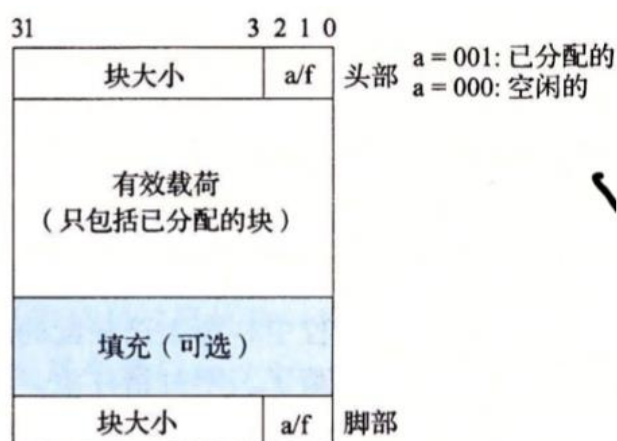 31 3 2 1 0
块大小 a/f 头部 a = 001: 已分配的
a = 000: 空闲的
有效载荷
（只包括已分配的块）
填充（可选）
块大小 a/f 脚部